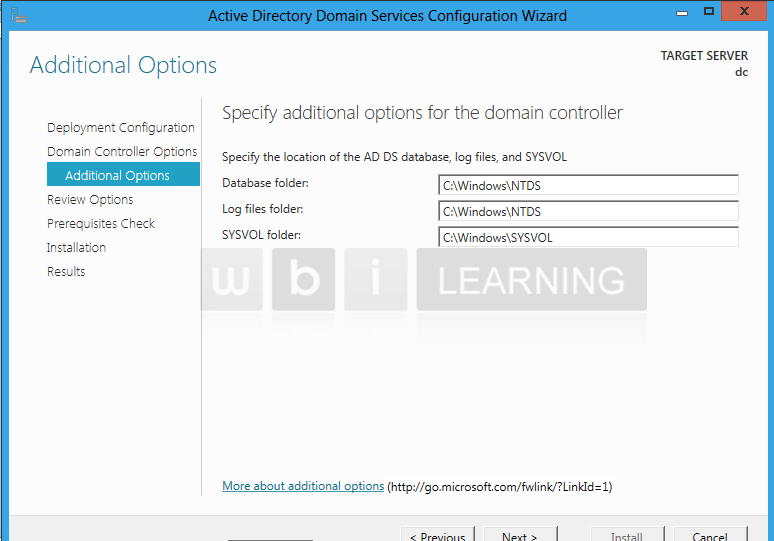 Active Directory Domain Services Configuration Wizard
Additional Options
TARGET SERVER
dc
Deployment Configuration
Domain Controller Options
Additional Options
Review Options
Prerequisites Check
Installation
Results
Specify additional options for the domain controller
Specify the location of the AD DS database, log files, and SYSVOL
Database folder: C:\Windows\NTDS
Log files folder: C:\Windows\NTDS
SYSVOL folder: C:\Windows\SYSVOL
wbi LEARNING
More about additional options (http://go.microsoft.com/fwlink/?LinkId=1)
< Previous Next > Install Cancel